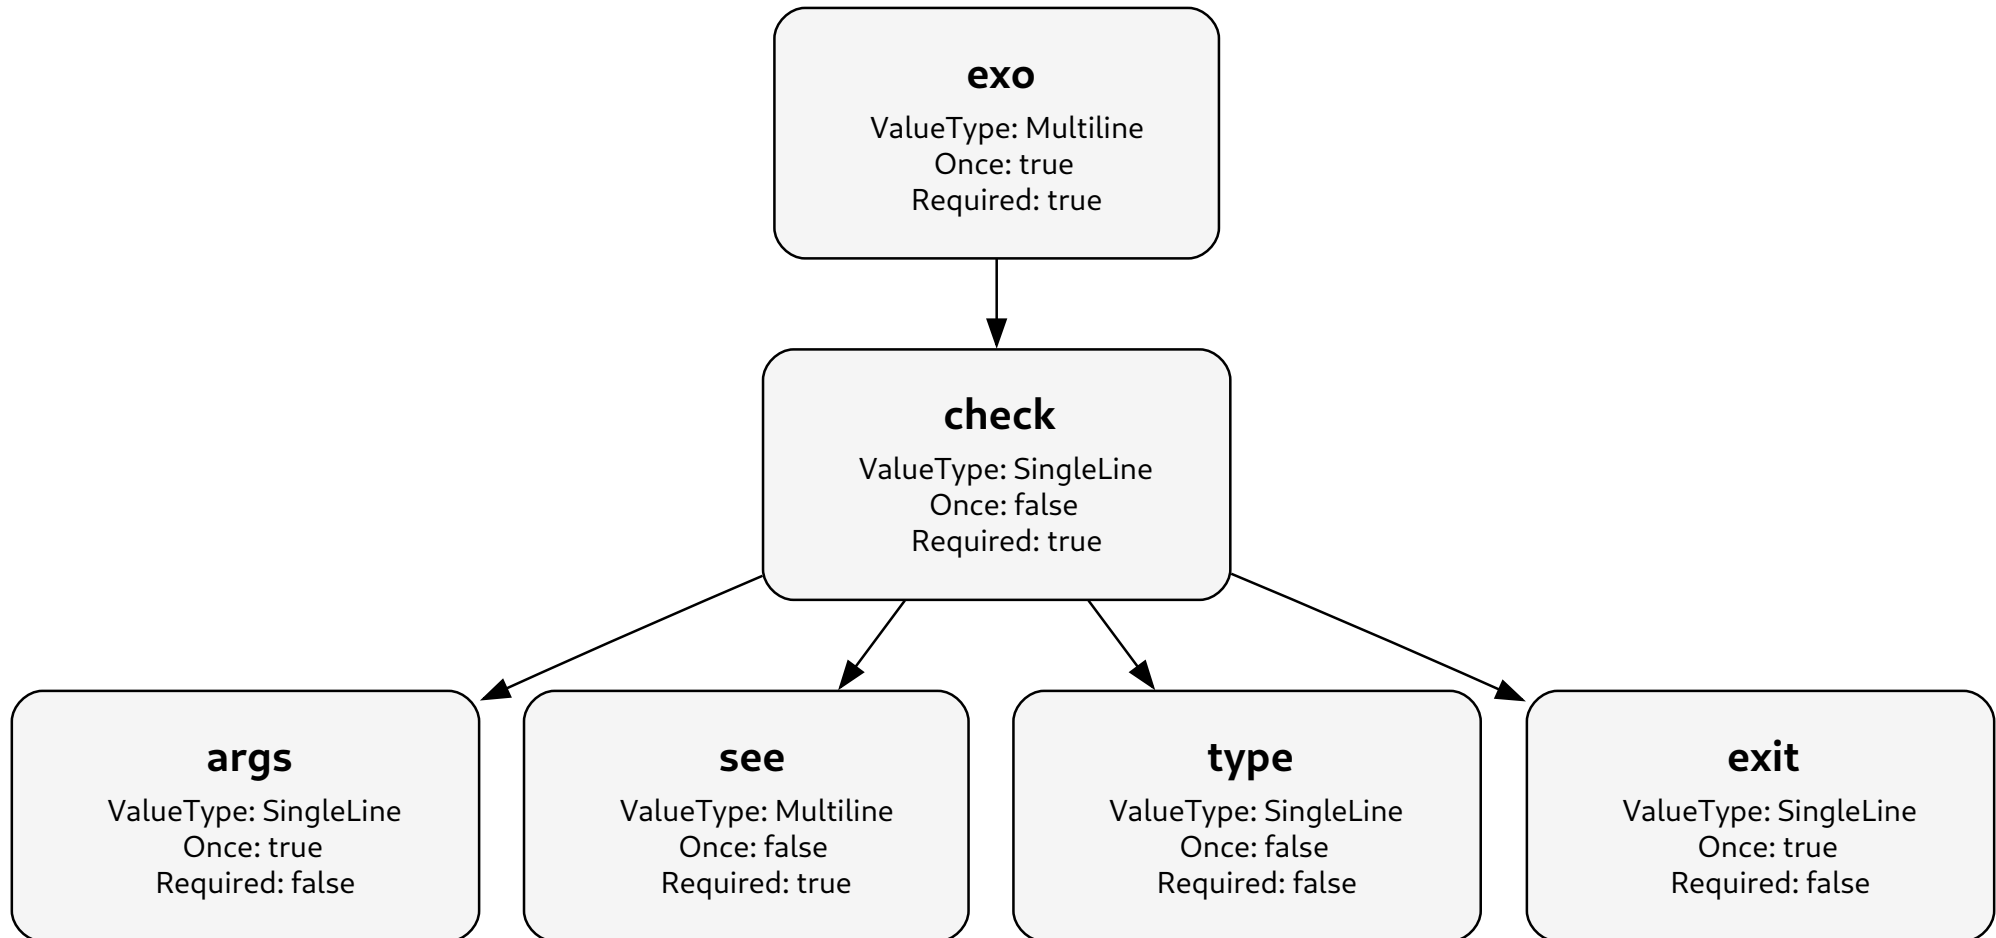 exo
ValueType: Multiline
Once: true
Required: true
check
ValueType: SingleLine
Once: false
Required: true
args
ValueType: SingleLine
Once: true
Required: false
see
ValueType: Multiline
Once: false
Required: true
type
ValueType: SingleLine
Once: false
Required: false
exit
ValueType: SingleLine
Once: true
Required: false